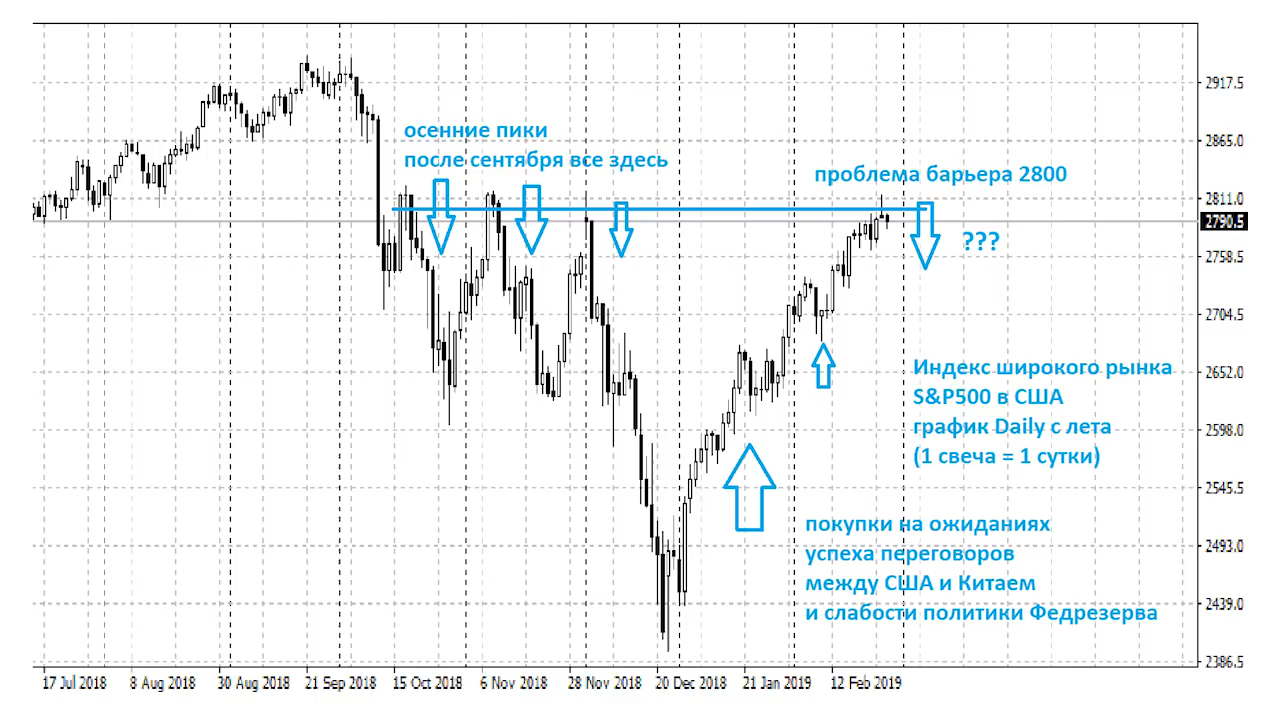 осенние пики
после сентября все здесь
проблема барьера 2800
???
Индекс широкого рынка
S&P500 в США
график Daily с лета
(1 свеча = 1 сутки)
покупки на ожиданиях
успеха переговоров
между США и Китаем
и слабости политики Федрезерва
2917.5
2865.0
2811.0
2790.5
2758.5
2704.5
2652.0
2598.0
2545.5
2493.0
2439.0
2386.5
17 Jul 2018
8 Aug 2018
30 Aug 2018
21 Sep 2018
15 Oct 2018
6 Nov 2018
28 Nov 2018
20 Dec 2018
21 Jan 2019
12 Feb 2019